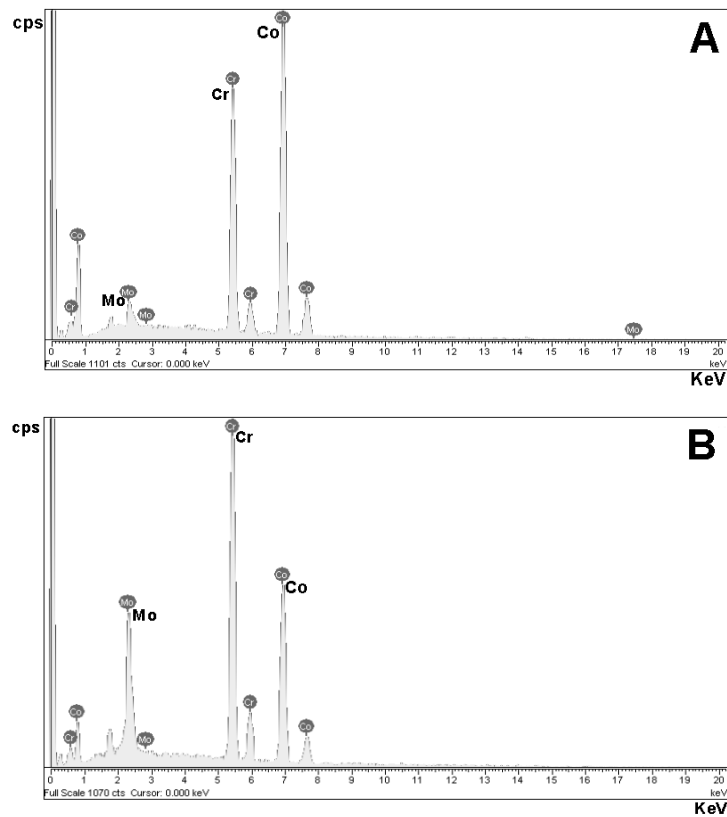 cps
A
Co
Co
Cr
Cr
Co
Cr
Mo
Mo
Mo
Cr
Co
Mo
0 1 2 3 4 5 6 7 8 9 10 11 12 13 14 15 16 17 18 19 20
Full Scale 1101 cts Cursor: 0.000 keV
keV
KeV
cps
B
Cr
Cr
Co
Co
Mo
Mo
Co
Cr
Mo
Cr
Co
0 1 2 3 4 5 6 7 8 9 10 11 12 13 14 15 16 17 18 19 20
Full Scale 1070 cts Cursor: 0.000 keV
keV
KeV